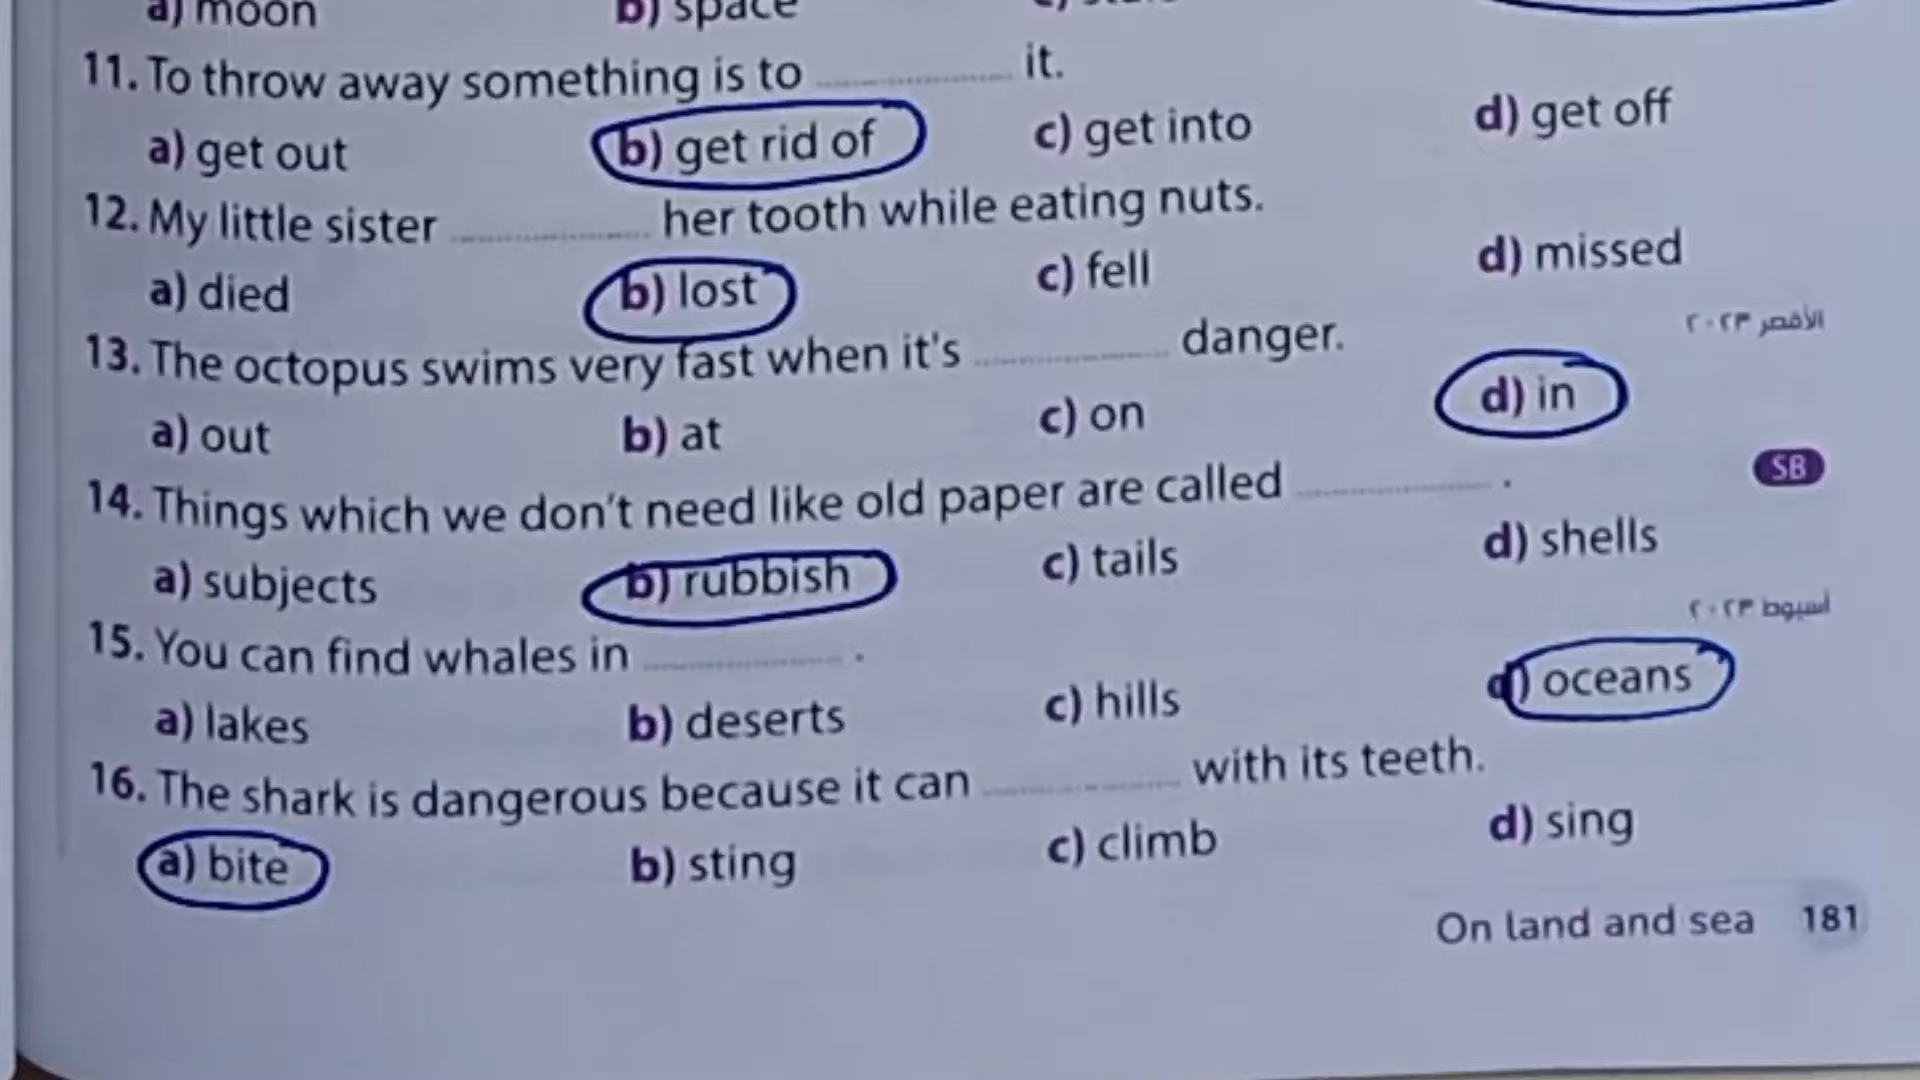 a) moon b) space
11. To throw away something is to ............ it.
a) get out b) get rid of c) get into d) get off
12. My little sister ............ her tooth while eating nuts.
a) died b) lost c) fell d) missed
13. The octopus swims very fast when it's ............ danger. الأقصر ٢٠٢٣
a) out b) at c) on d) in
14. Things which we don't need like old paper are called ............ . SB
a) subjects b) rubbish c) tails d) shells
15. You can find whales in ............ . أسيوط ٢٠٢٣
a) lakes b) deserts c) hills d) oceans
16. The shark is dangerous because it can ............ with its teeth.
a) bite b) sting c) climb d) sing
On land and sea 181